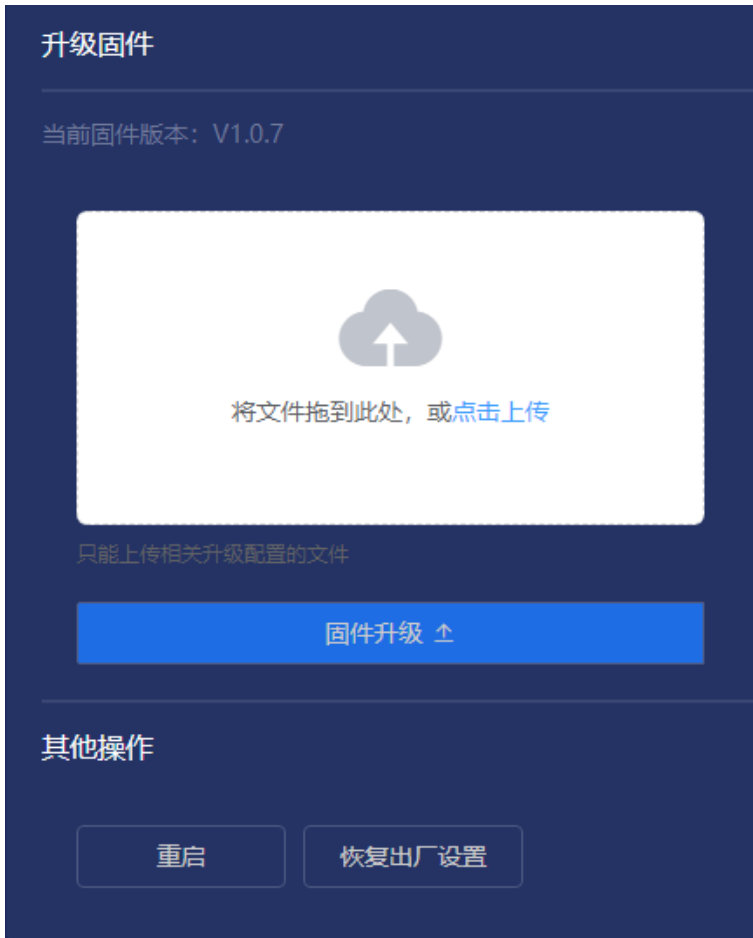 升级固件
当前固件版本：V1.0.7
将文件拖到此处，或点击上传
只能上传相关升级配置的文件
固件升级
其他操作
重启 恢复出厂设置